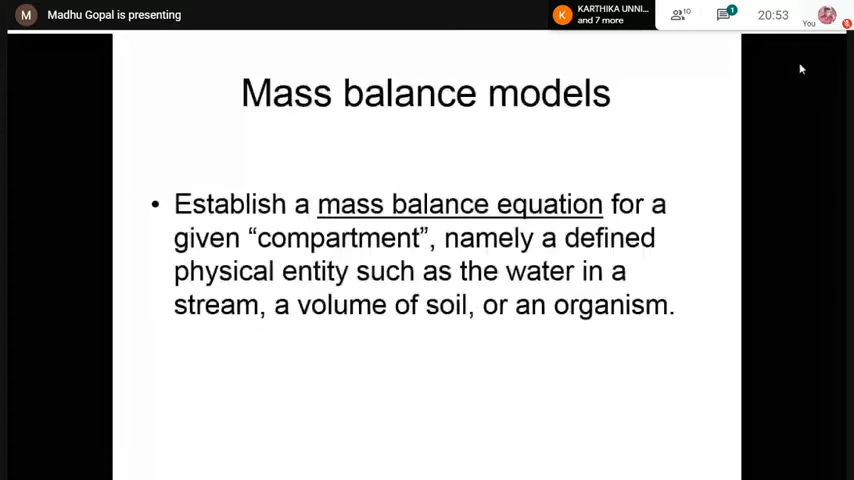 M Madhu Gopal is presenting
K KARTHIKA UNNI...
and 7 more
10
1
20:53
You
Mass balance models
• Establish a mass balance equation for a
given “compartment”, namely a defined
physical entity such as the water in a
stream, a volume of soil, or an organism.